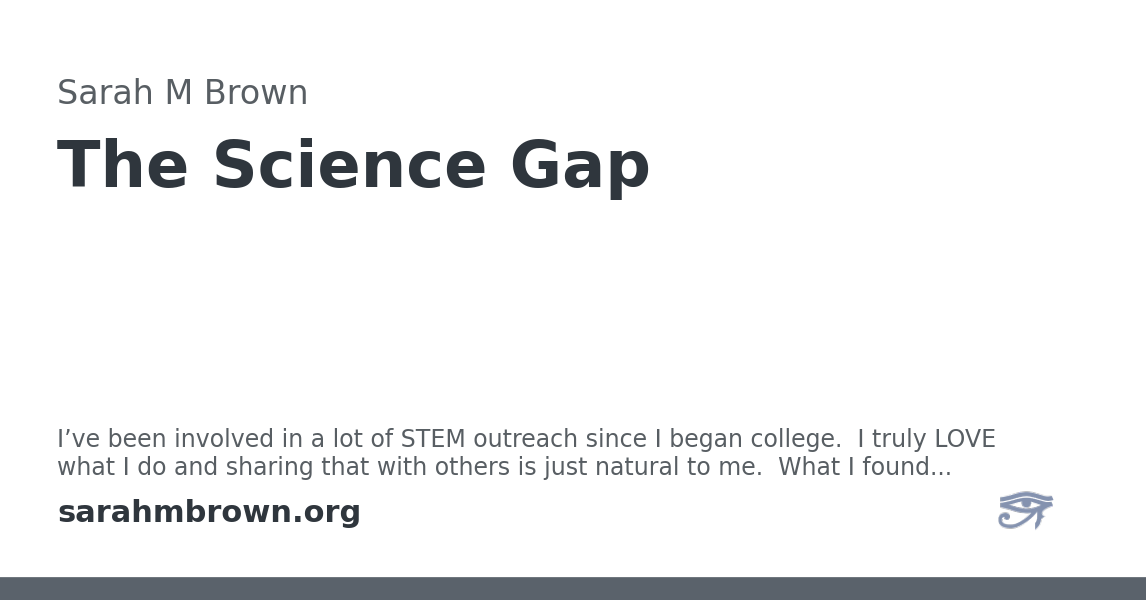 Sarah M Brown
The Science Gap
I’ve been involved in a lot of STEM outreach since I began college.  I truly LOVE
what I do and sharing that with others is just natural to me.  What I found...
sarahmbrown.org